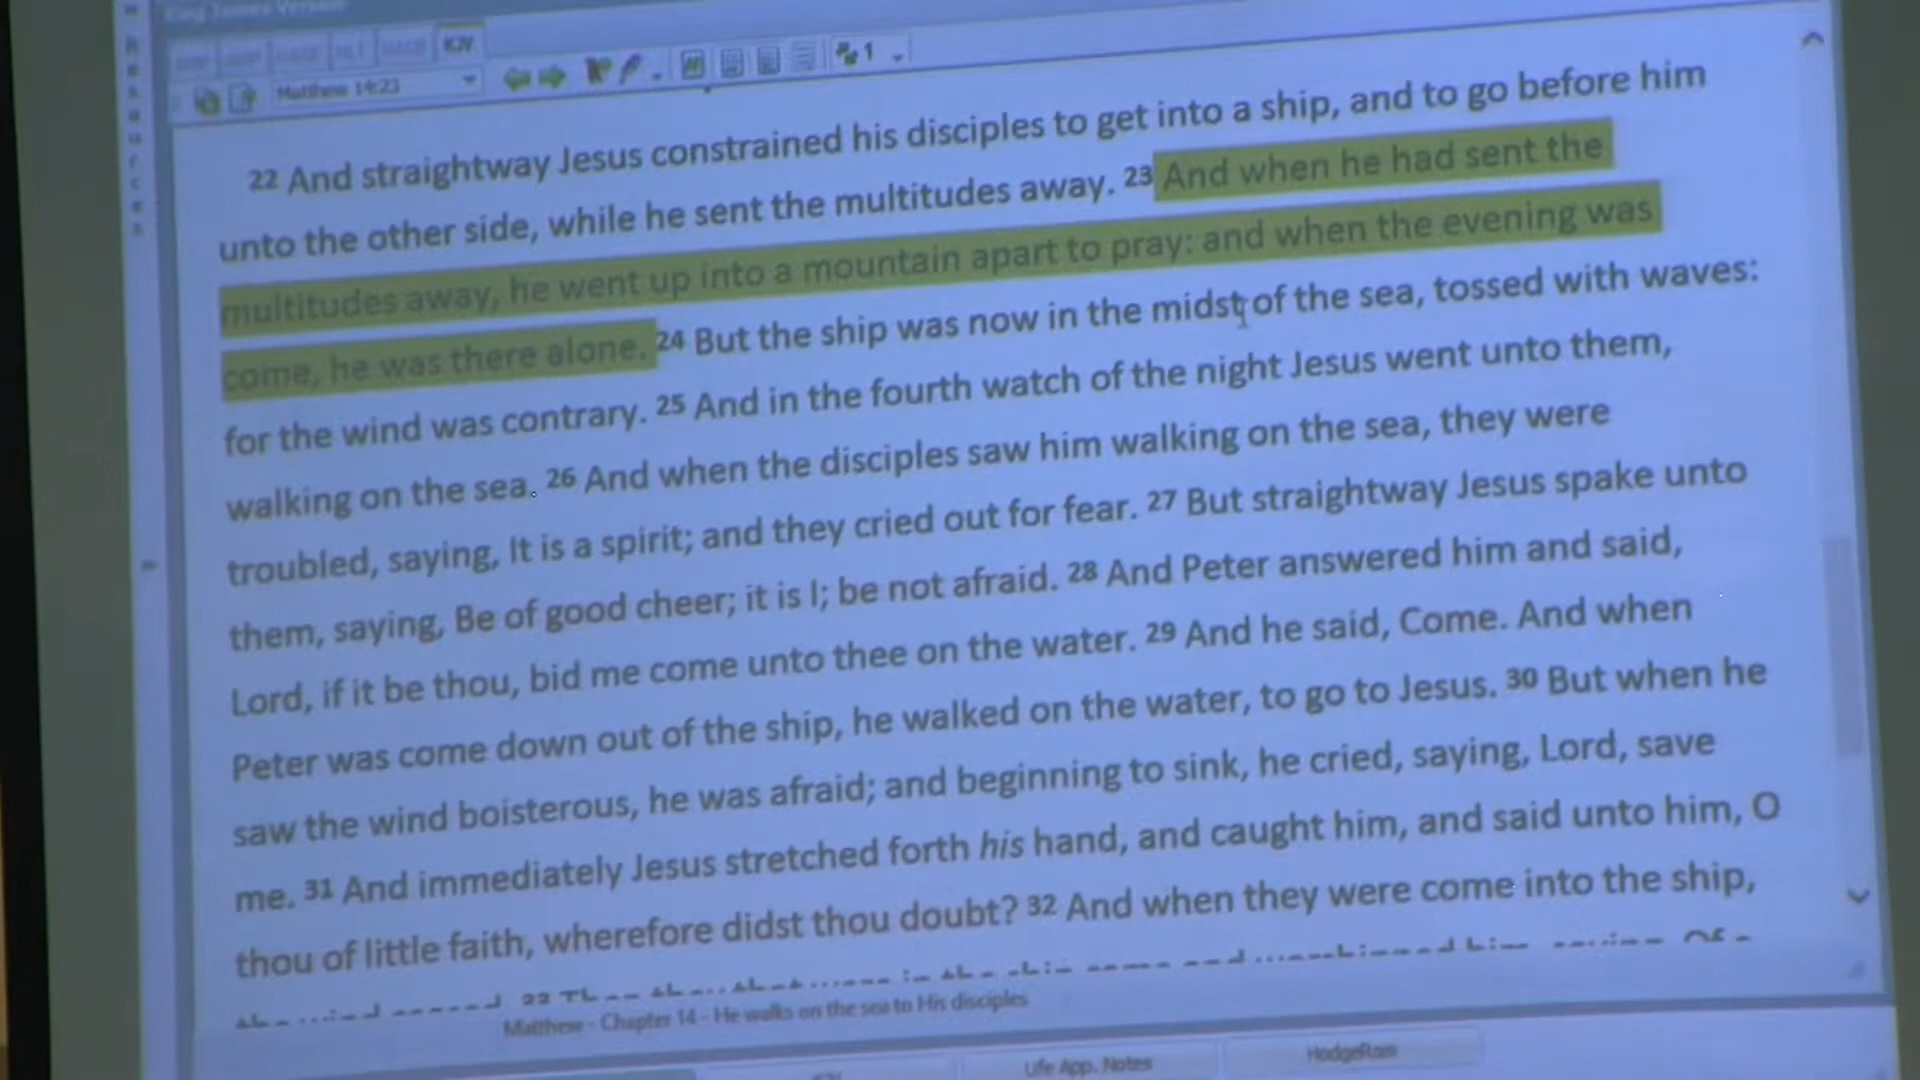 King James Version
KJV
Matthew 14:23
1
22 And straightway Jesus constrained his disciples to get into a ship, and to go before him
unto the other side, while he sent the multitudes away. 23 And when he had sent the
multitudes away, he went up into a mountain apart to pray: and when the evening was
come, he was there alone. 24 But the ship was now in the midst of the sea, tossed with waves:
for the wind was contrary. 25 And in the fourth watch of the night Jesus went unto them,
walking on the sea. 26 And when the disciples saw him walking on the sea, they were
troubled, saying, It is a spirit; and they cried out for fear. 27 But straightway Jesus spake unto
them, saying, Be of good cheer; it is I; be not afraid. 28 And Peter answered him and said,
Lord, if it be thou, bid me come unto thee on the water. 29 And he said, Come. And when
Peter was come down out of the ship, he walked on the water, to go to Jesus. 30 But when he
saw the wind boisterous, he was afraid; and beginning to sink, he cried, saying, Lord, save
me. 31 And immediately Jesus stretched forth his hand, and caught him, and said unto him, O
thou of little faith, wherefore didst thou doubt? 32 And when they were come into the ship,
Matthew - Chapter 14 - He walks on the sea to His disciples
Life App. Notes